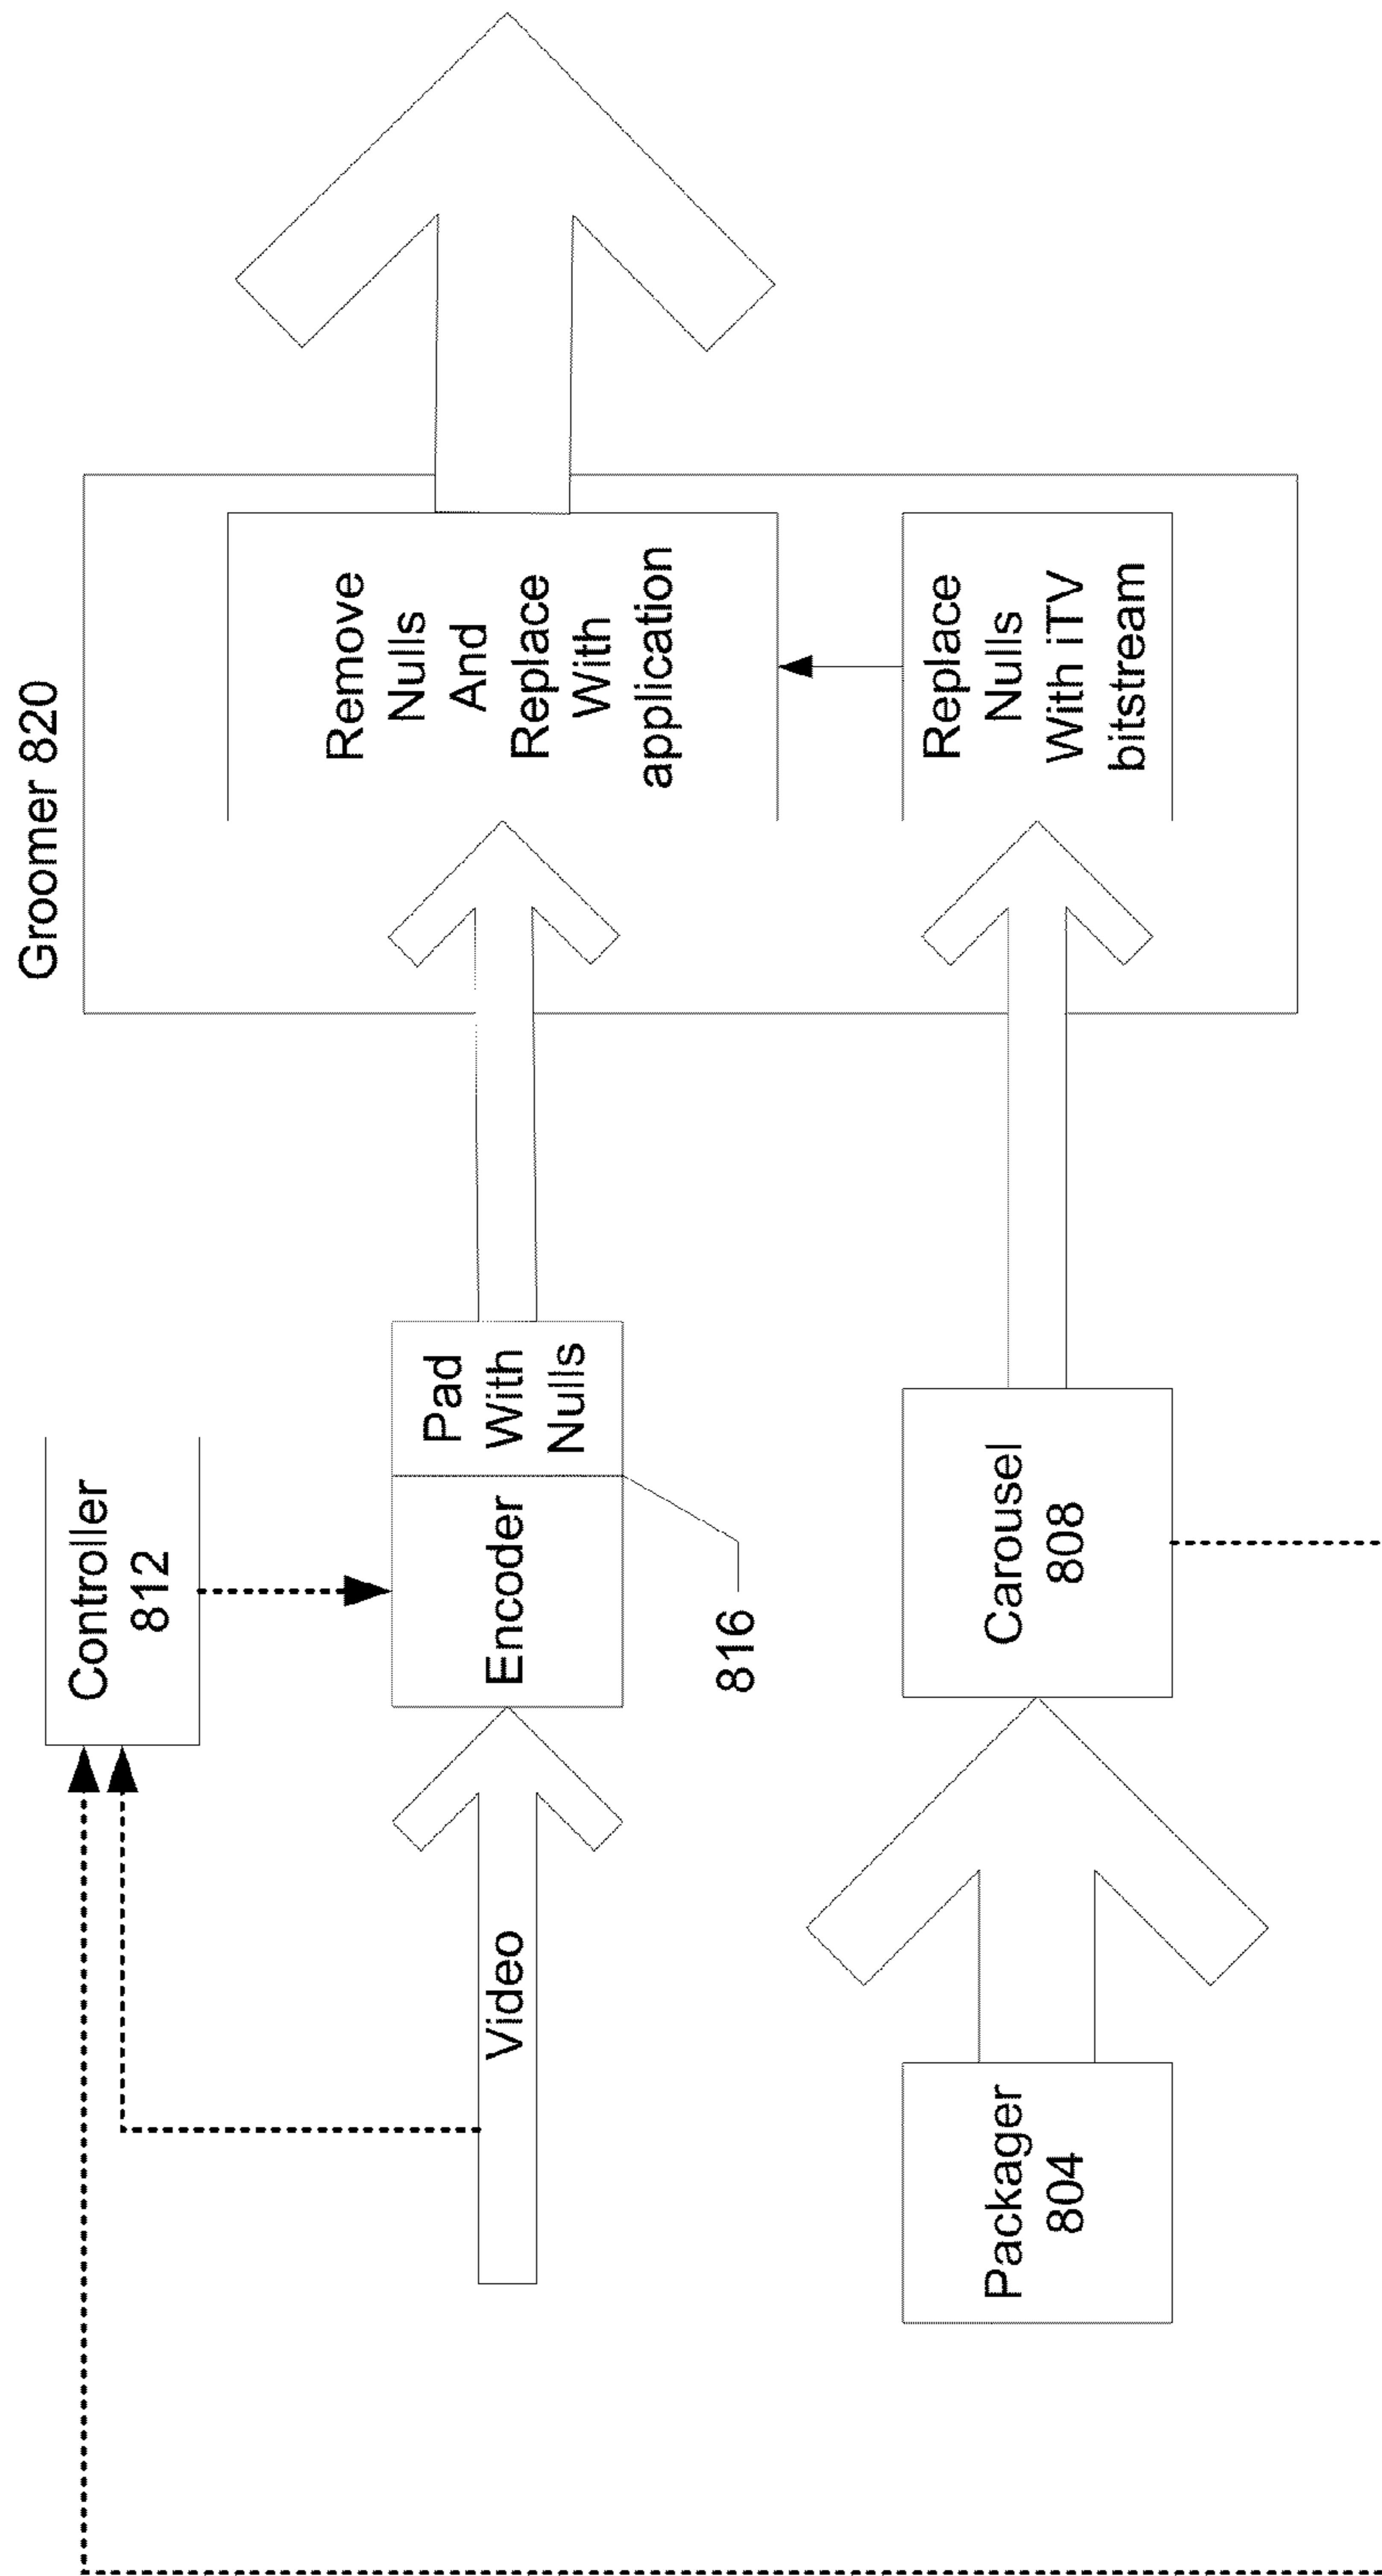 Groomer 820
Controller
812
Video
Encoder
Pad
With
Nulls
816
Remove
Nulls
And
Replace
With
application
Packager
804
Carousel
808
Replace
Nulls
With iTV
bitstream